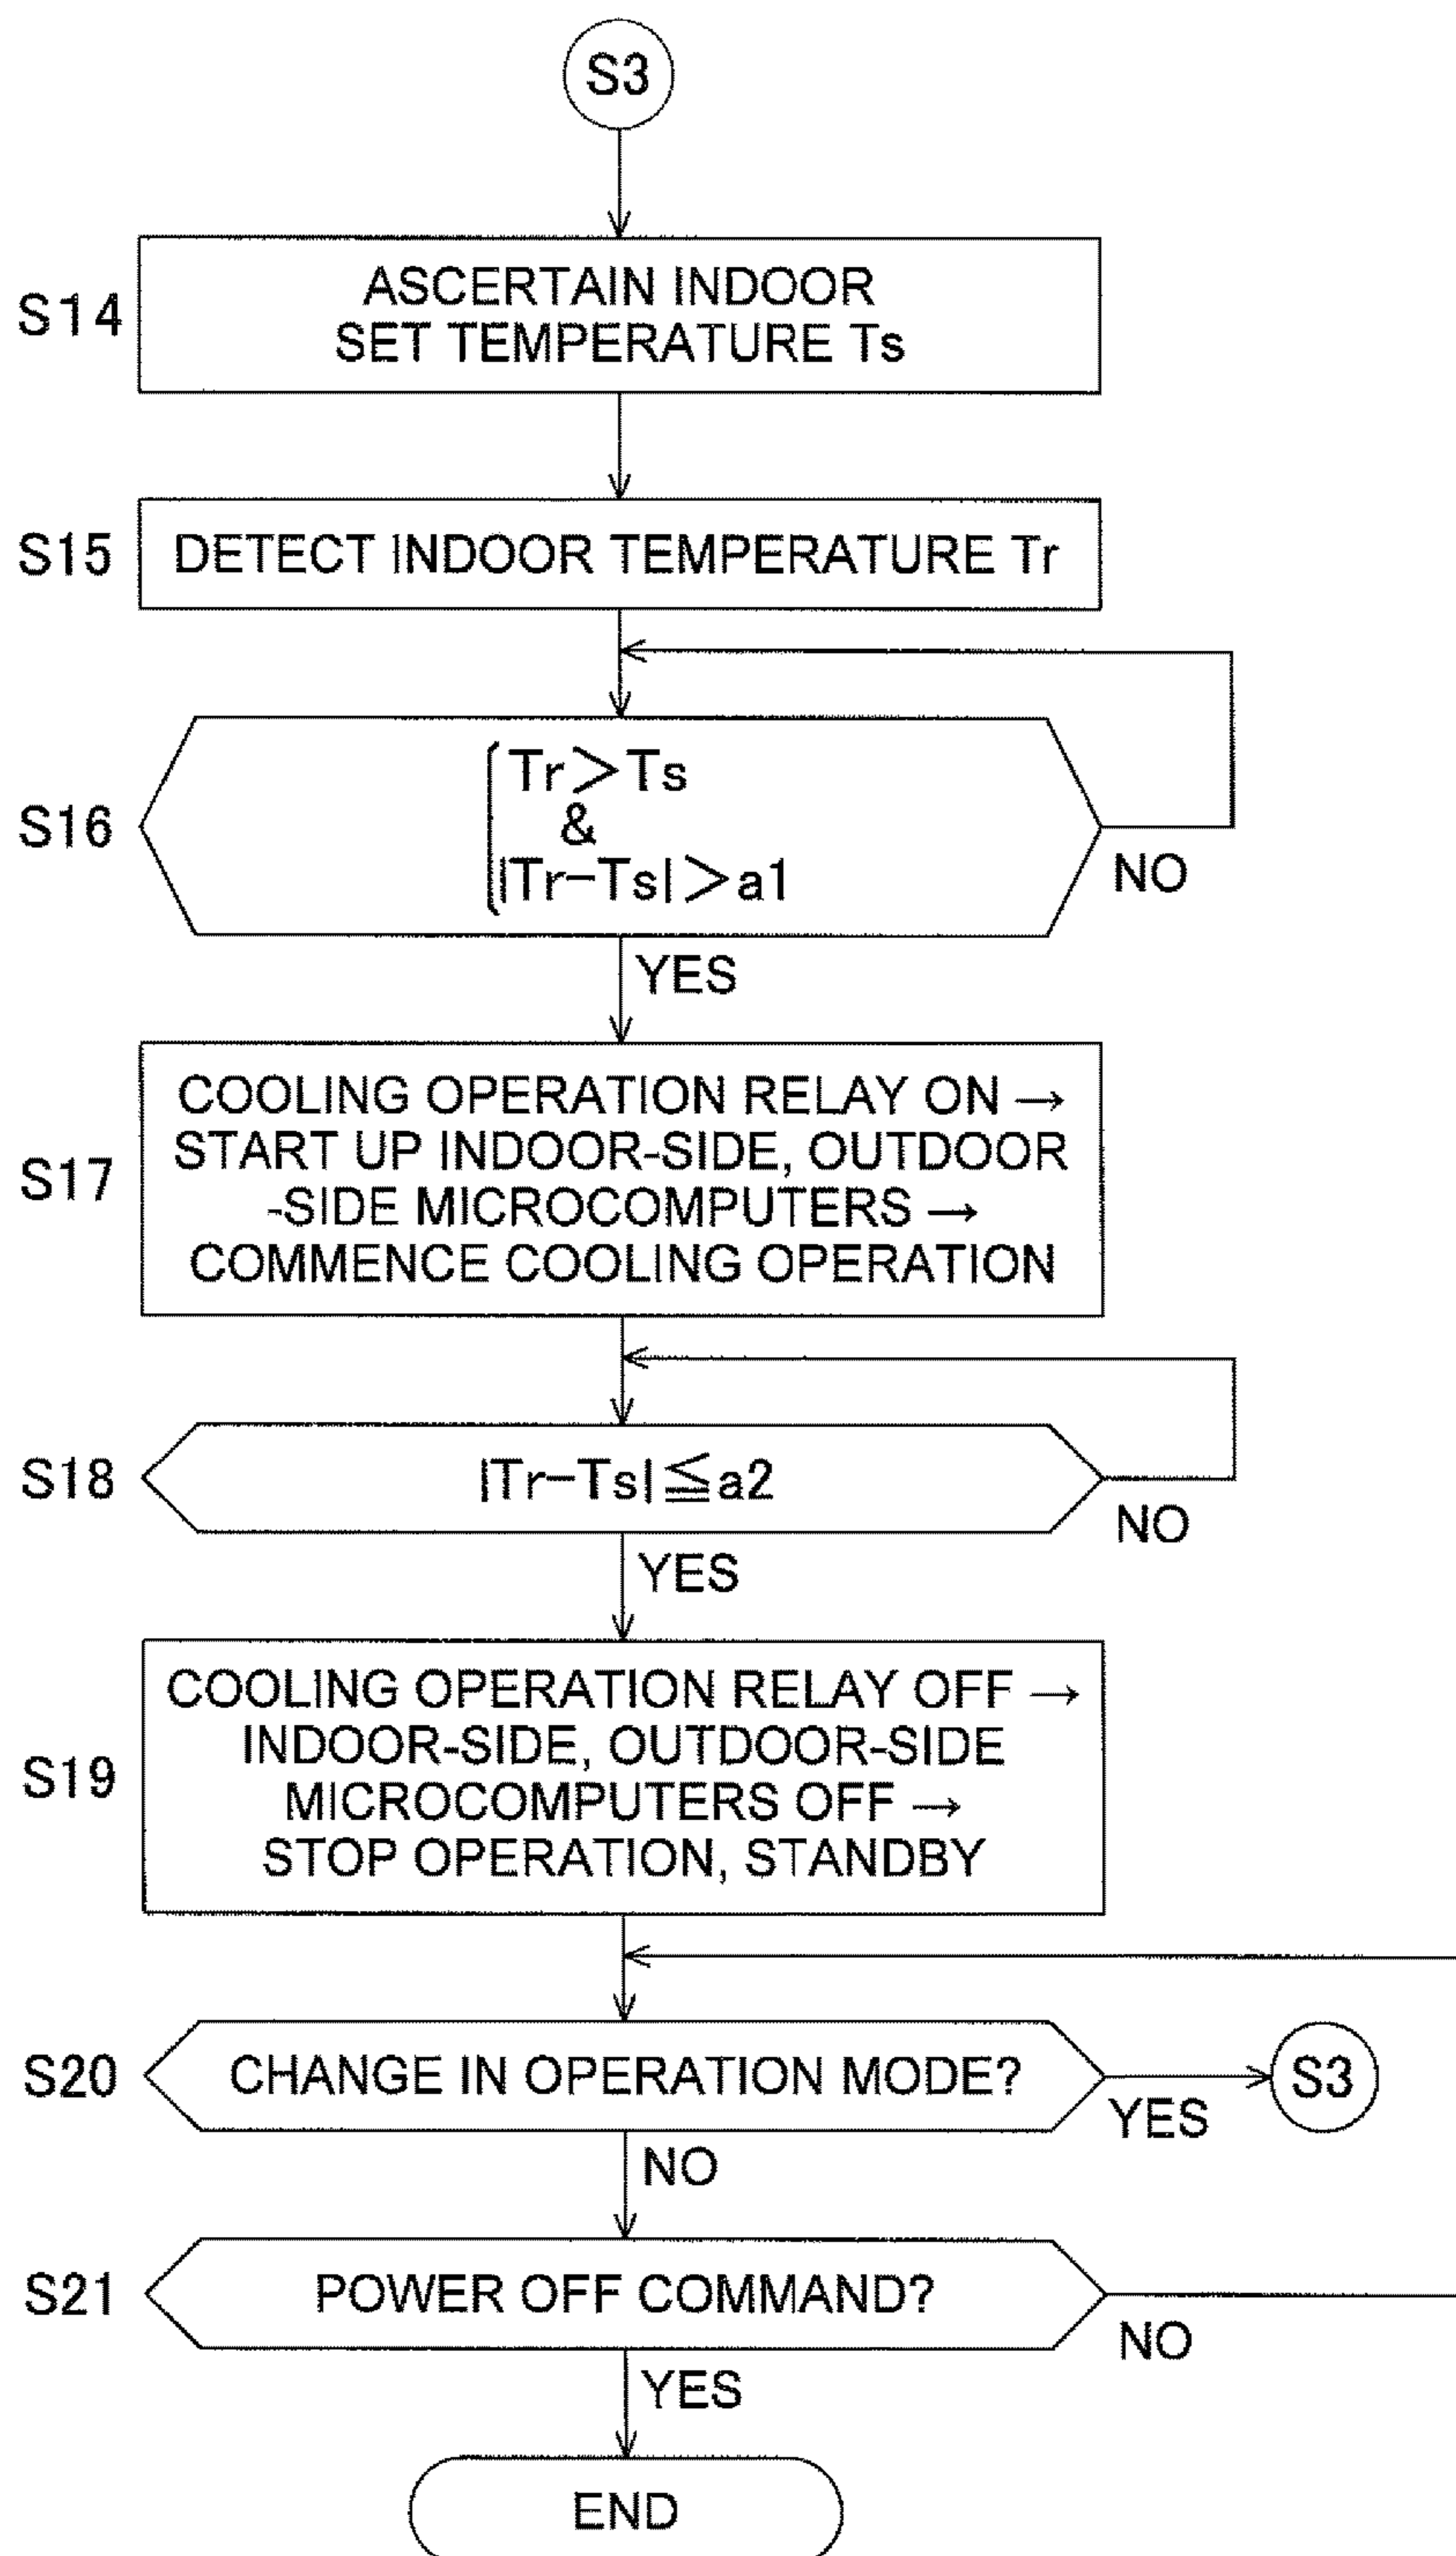 S3
S14
ASCERTAIN INDOOR
SET TEMPERATURE Ts
S15
DETECT INDOOR TEMPERATURE Tr
S16
Tr>Ts
&
|Tr-Ts|>a1
NO
YES
S17
COOLING OPERATION RELAY ON →
START UP INDOOR-SIDE, OUTDOOR
-SIDE MICROCOMPUTERS →
COMMENCE COOLING OPERATION
S18
|Tr-Ts|≦a2
NO
YES
S19
COOLING OPERATION RELAY OFF →
INDOOR-SIDE, OUTDOOR-SIDE
MICROCOMPUTERS OFF →
STOP OPERATION, STANDBY
S20
CHANGE IN OPERATION MODE?
S3
YES
NO
S21
POWER OFF COMMAND?
NO
YES
END